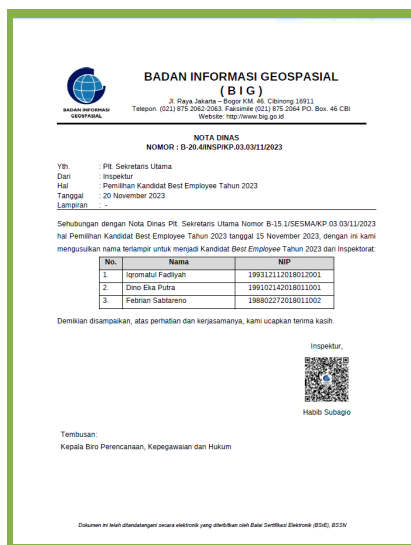 BADAN INFORMASI GEOSPASIAL
( B I G )
BADAN INFORMASI
GEOSPASIAL
Jl. Raya Jakarta – Bogor KM. 46. Cibinong 16911
Telepon. (021) 875 2062-2063. Faksimile (021) 875 2064 PO. Box. 46 CBI
Website: http://www.big.go.id
NOTA DINAS
NOMOR : B-20.4/INSP/KP.03.03/11/2023
Yth. : Plt. Sekretaris Utama
Dari : Inspektur
Hal : Pemilihan Kandidat Best Employee Tahun 2023
Tanggal : 20 November 2023
Lampiran : -
Sehubungan dengan Nota Dinas Plt. Sekretaris Utama Nomor B-15.1/SESMA/KP.03.03/11/2023
hal Pemilihan Kandidat Best Employee Tahun 2023 tanggal 15 November 2023, dengan ini kami
mengusulkan nama terlampir untuk menjadi Kandidat Best Employee Tahun 2023 dari Inspektorat:
No. Nama NIP
1. Iqromatul Fadliyah 199312112018012001
2. Dino Eka Putra 199102142018011001
3. Febrian Sabtareno 198802272018011002
Demikian disampaikan, atas perhatian dan kerjasamanya, kami ucapkan terima kasih.
Inspektur,
Habib Subagio
Tembusan:
Kepala Biro Perencanaan, Kepegawaian dan Hukum
Dokumen ini telah ditandatangani secara elektronik yang diterbitkan oleh Balai Sertifikasi Elektronik (BSrE), BSSN